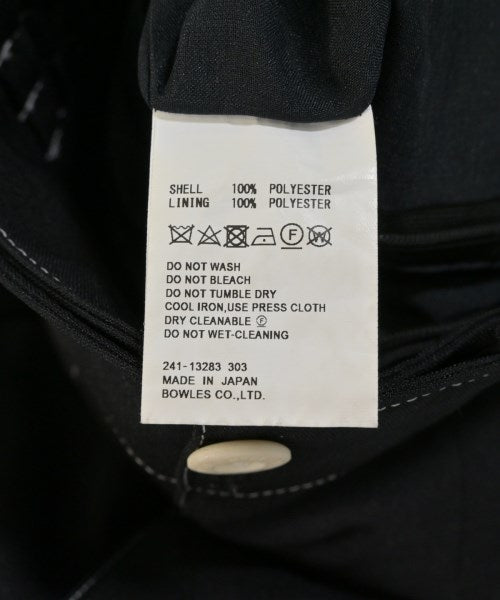 SHELL 100% POLYESTER
LINING 100% POLYESTER
DO NOT WASH
DO NOT BLEACH
DO NOT TUMBLE DRY
COOL IRON,USE PRESS CLOTH
DRY CLEANABLE Ⓕ
DO NOT WET-CLEANING
241-13283 303
MADE IN JAPAN
BOWLES CO.,LTD.